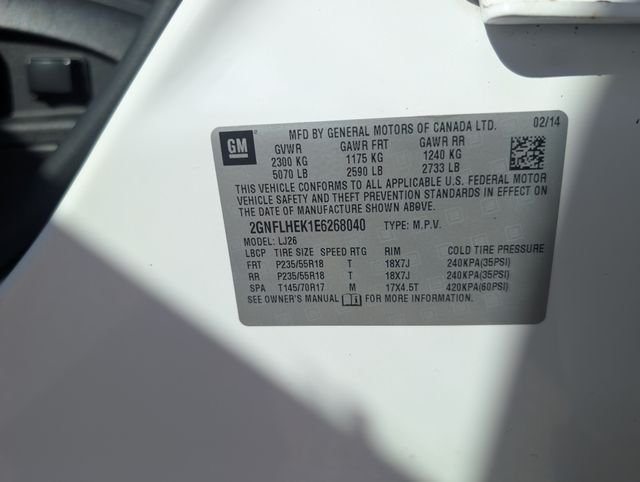 MFD BY GENERAL MOTORS OF CANADA LTD. 02/14
GM
GVWR GAWR FRT GAWR RR
2300 KG 1175 KG 1240 KG
5070 LB 2590 LB 2733 LB
THIS VEHICLE CONFORMS TO ALL APPLICABLE U.S. FEDERAL MOTOR
VEHICLE SAFETY AND THEFT PREVENTION STANDARDS IN EFFECT ON
THE DATE OF MANUFACTURE SHOWN ABOVE.
2GNFLHEK1E6268040 TYPE: M.P.V.
MODEL: LJ26
LBCP TIRE SIZE SPEED RTG RIM COLD TIRE PRESSURE
FRT P235/55R18 T 18X7J 240KPA(35PSI)
RR P235/55R18 T 18X7J 240KPA(35PSI)
SPA T145/70R17 M 17X4.5T 420KPA(60PSI)
SEE OWNER'S MANUAL FOR MORE INFORMATION.